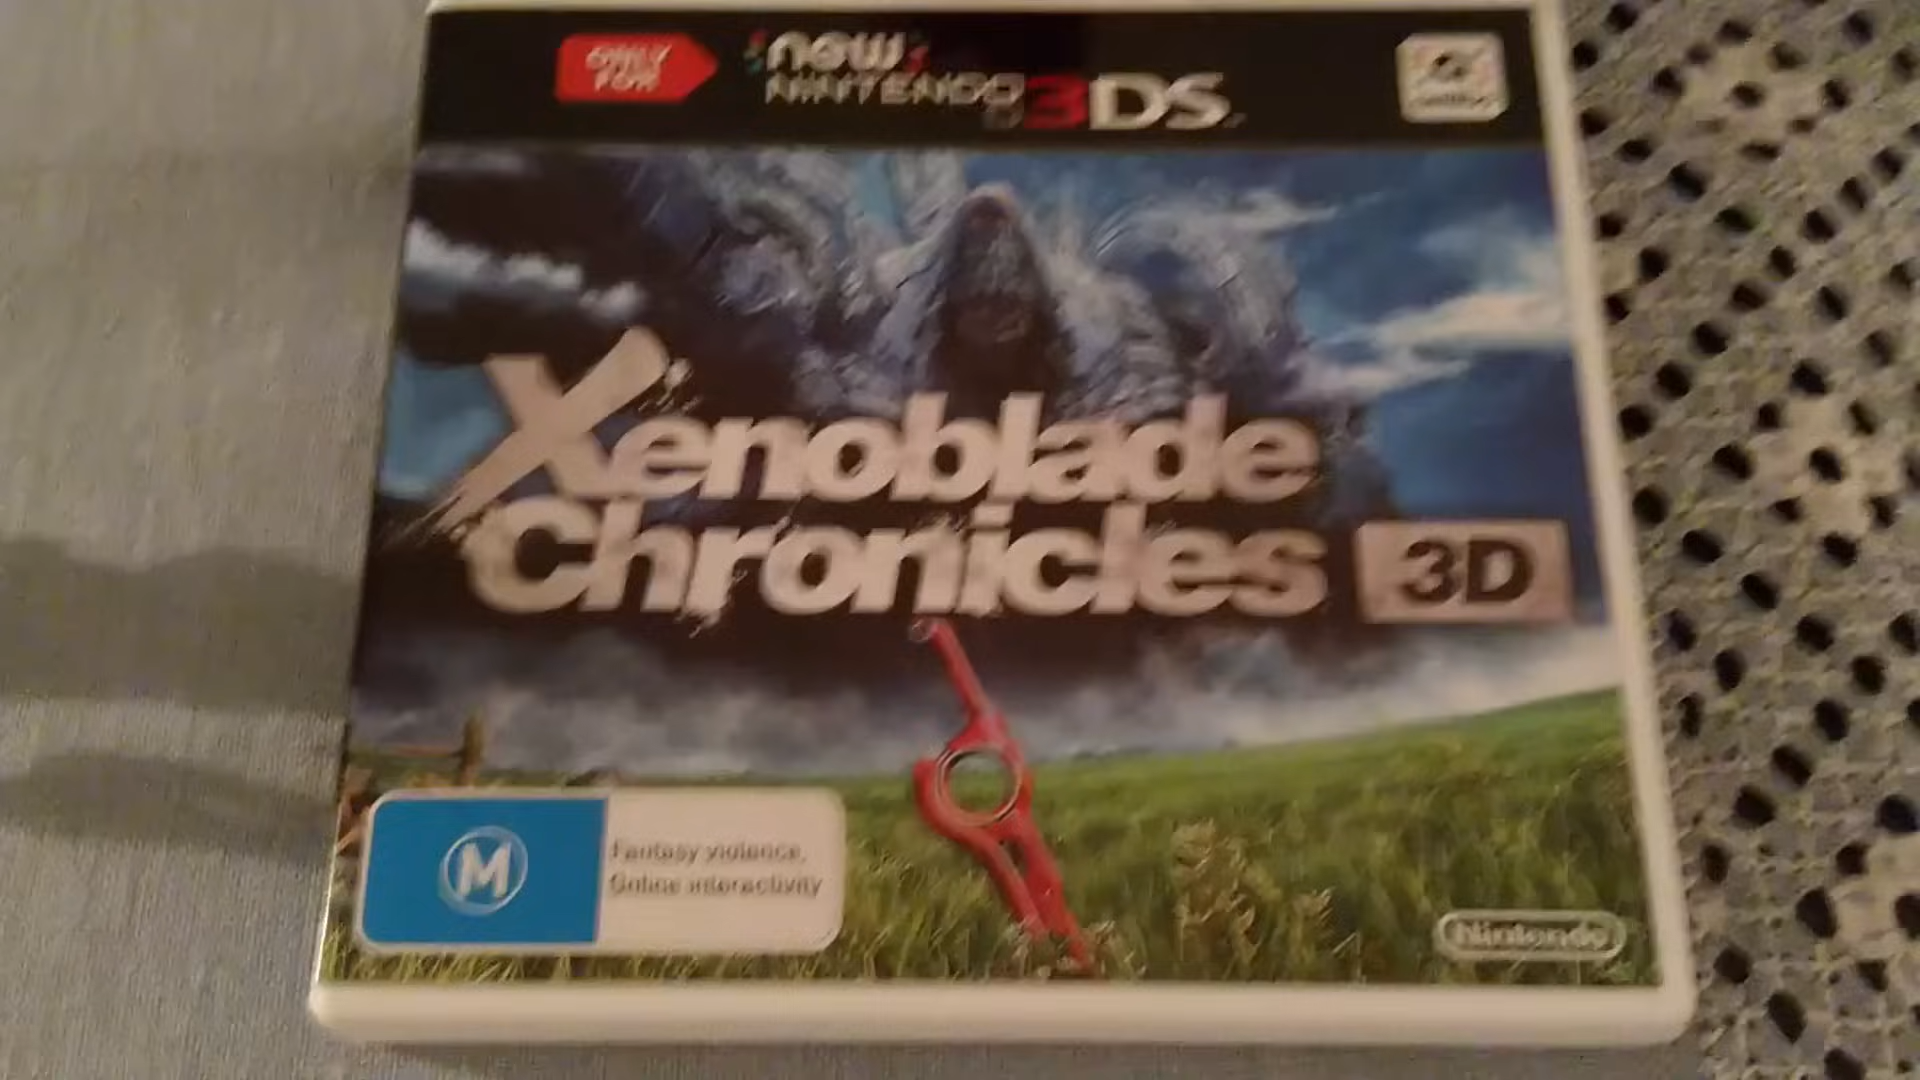 ONLY
FOR
new
NINTENDO 3DS
Xenoblade
Chronicles 3D
M
Fantasy violence,
Online interactivity
Nintendo